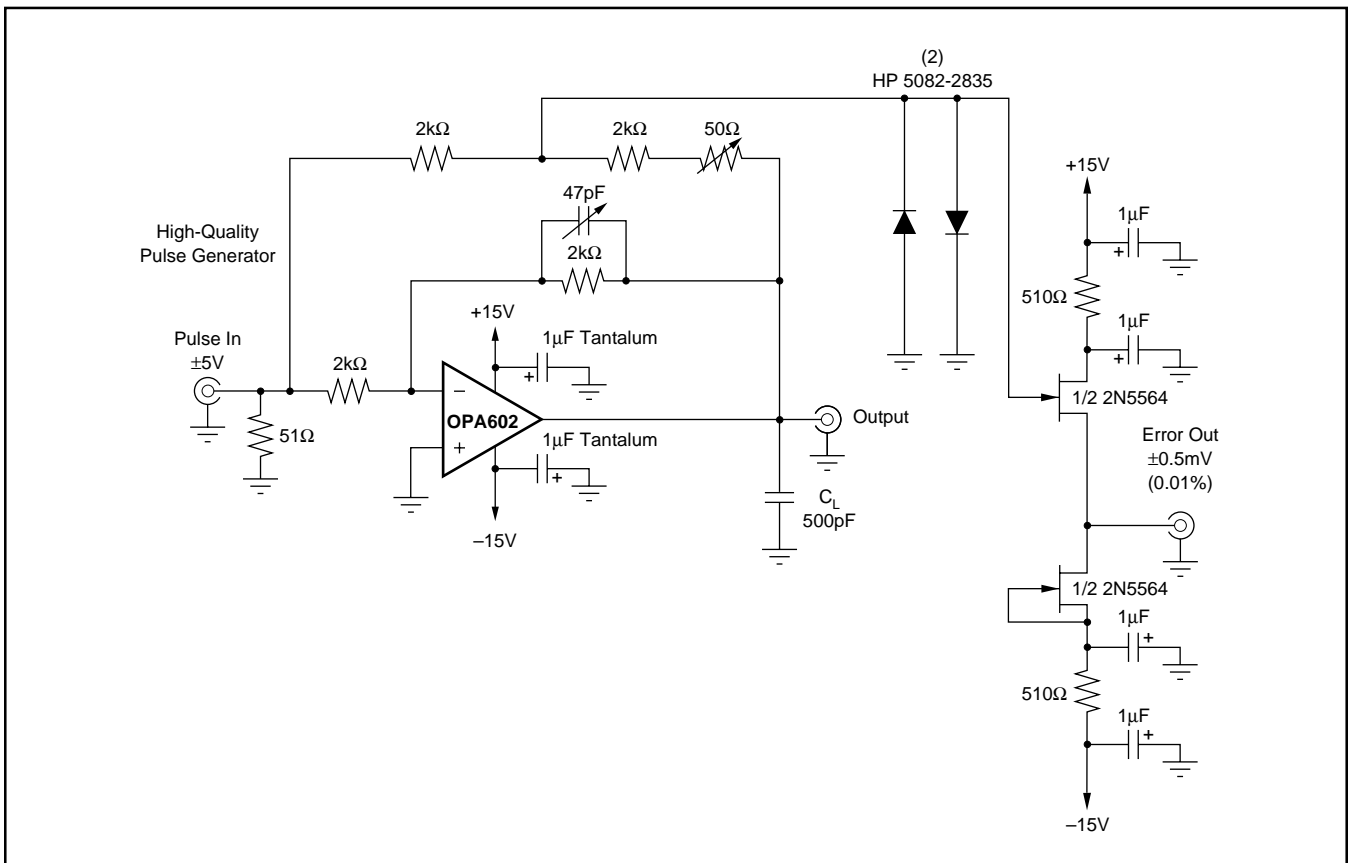 (2)
HP 5082-2835
2kΩ
2kΩ
50Ω
+15V
47pF
1µF
High-Quality
Pulse Generator
2kΩ
510Ω
+15V
1µF
Pulse In
±5V
1µF Tantalum
2kΩ
–
1/2 2N5564
OPA602
Output
51Ω
+
1µF Tantalum
Error Out
±0.5mV
(0.01%)
CL
500pF
–15V
1/2 2N5564
1µF
510Ω
1µF
–15V
+
+
+
+
+
+